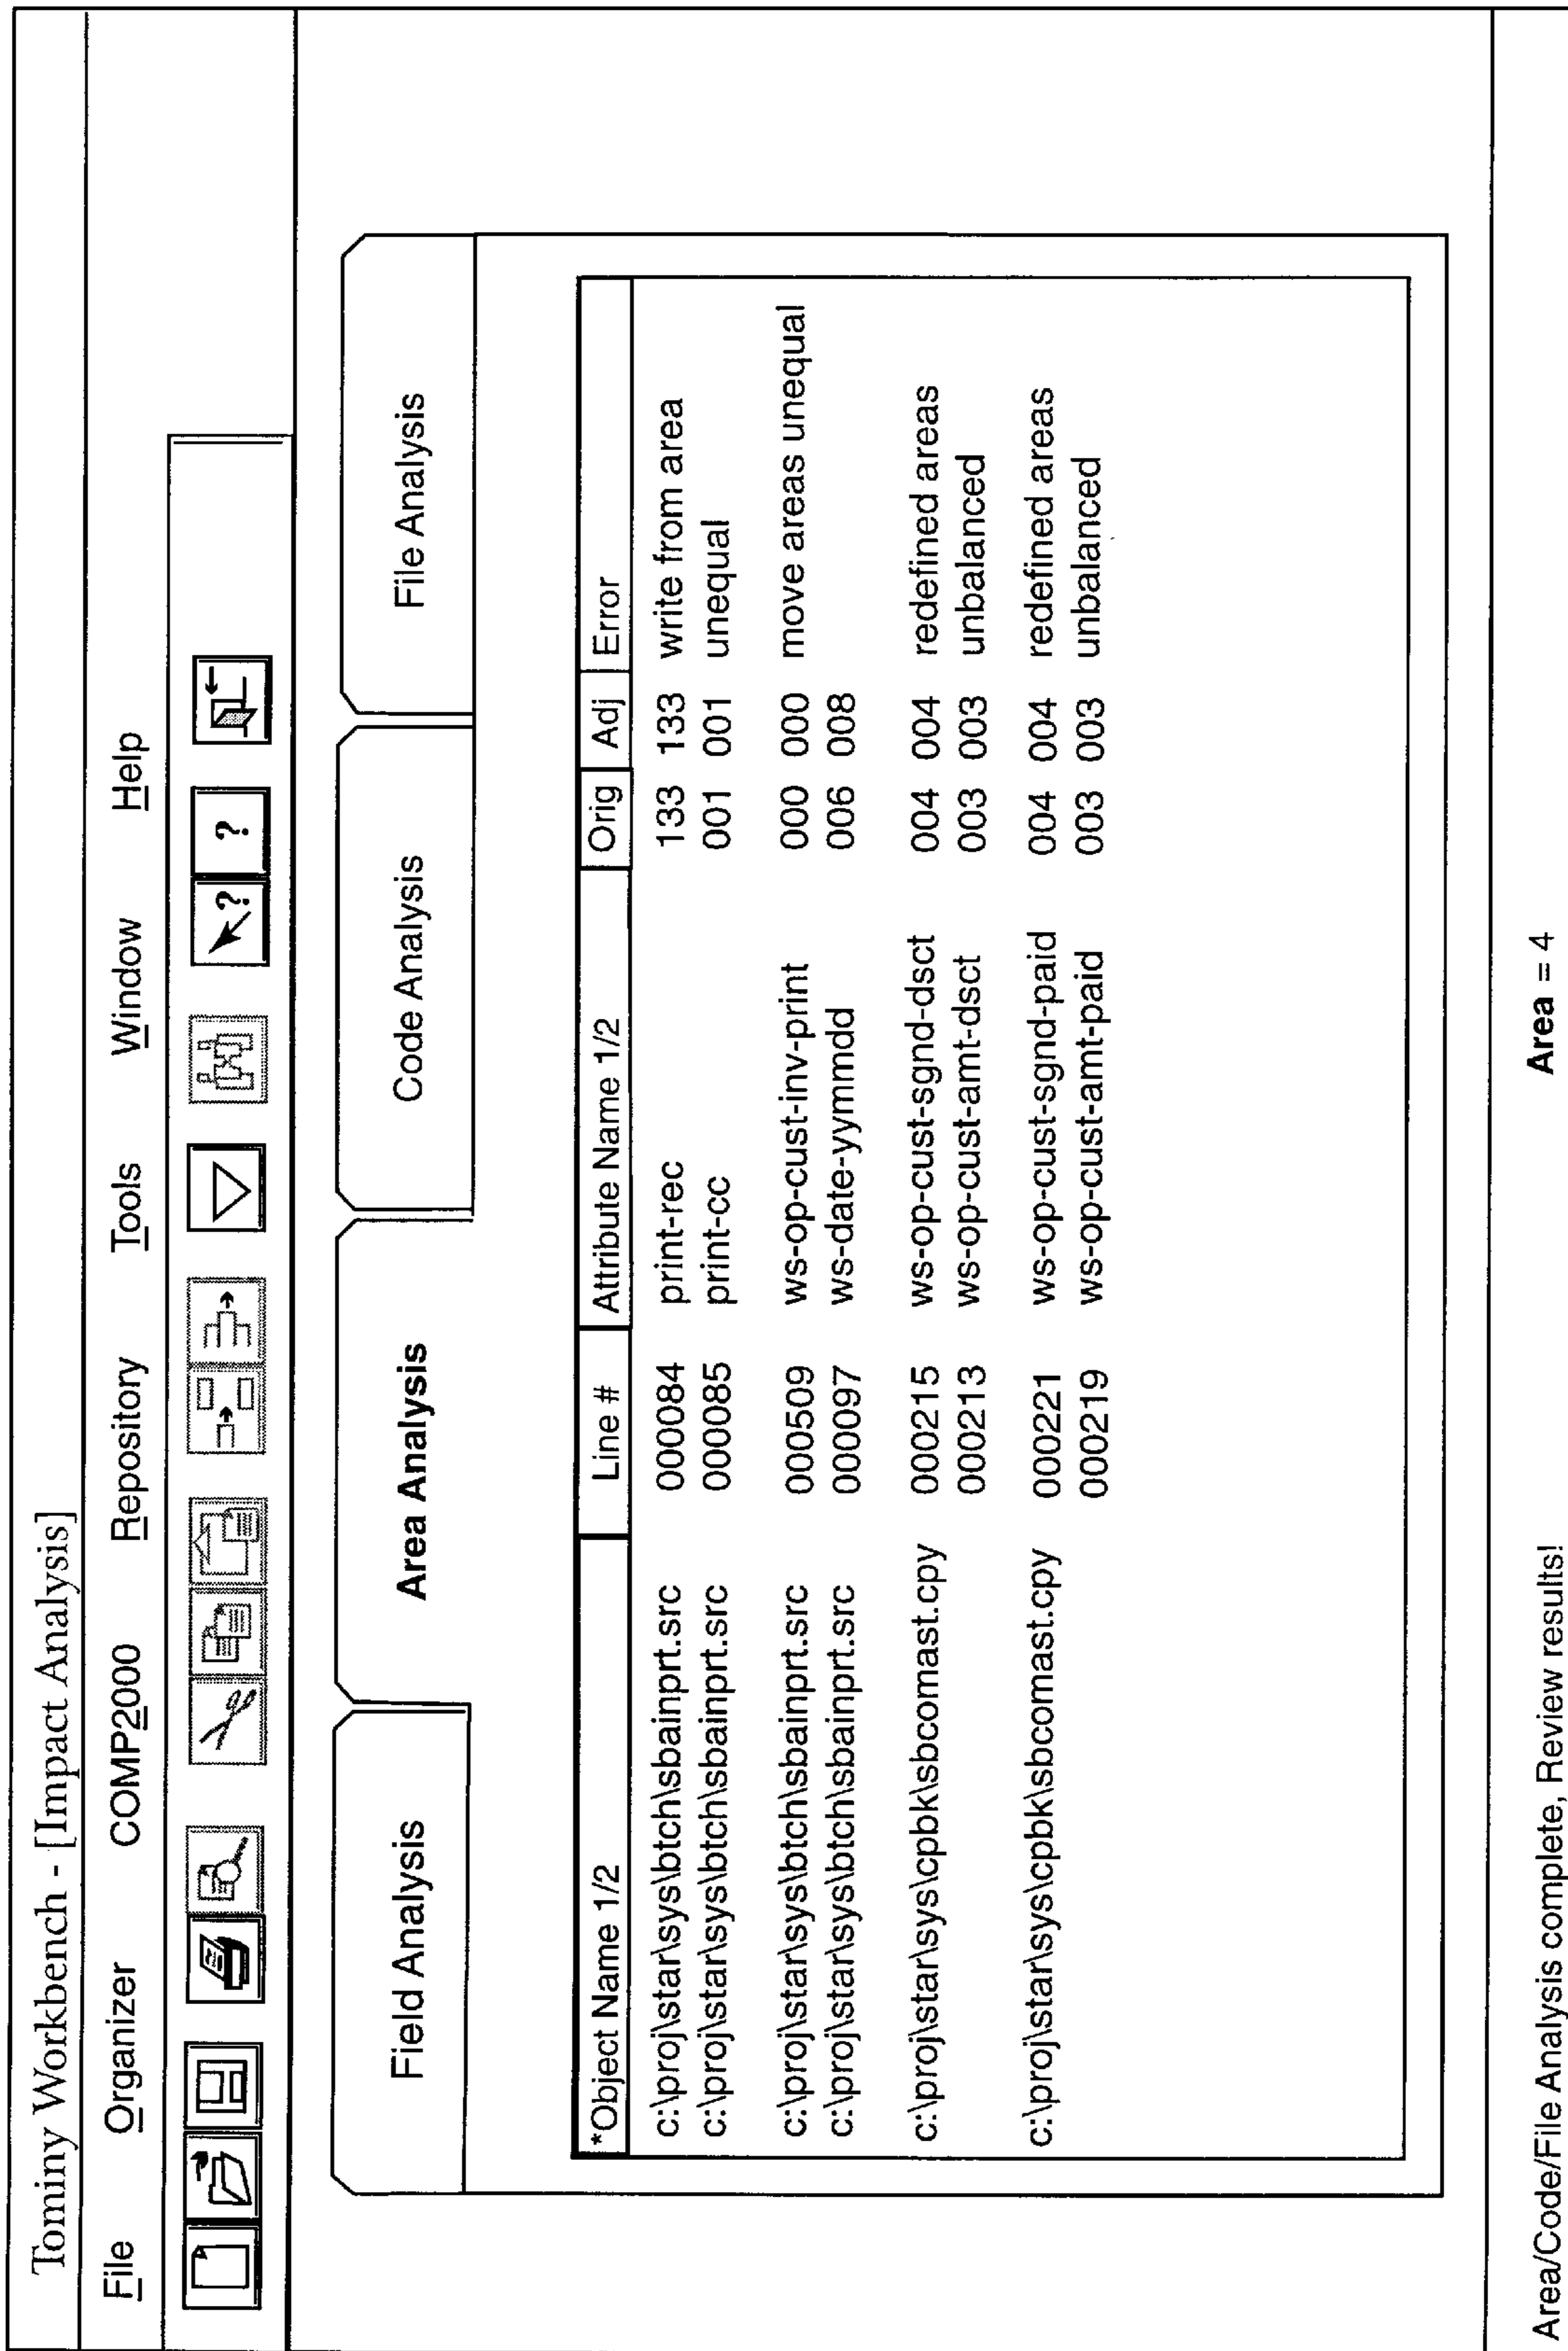 Tominy Workbench - [Impact Analysis]
File Organizer COMP2000 Repository Tools Window Help
? ?
Field Analysis Area Analysis Code Analysis File Analysis
*Object Name 1/2 Line # Attribute Name 1/2 Orig Adj Error
c:\proj\star\sys\btch\sbainprt.src 000084 print-rec 133 133 write from area
c:\proj\star\sys\btch\sbainprt.src 000085 print-cc 001 001 unequal
c:\proj\star\sys\btch\sbainprt.src 000509 ws-op-cust-inv-print 000 000 move areas unequal
c:\proj\star\sys\btch\sbainprt.src 000097 ws-date-yymmdd 006 008
c:\proj\star\sys\cpbk\sbcomast.cpy 000215 ws-op-cust-sgnd-dsct 004 004 redefined areas
000213 ws-op-cust-amt-dsct 003 003 unbalanced
c:\proj\star\sys\cpbk\sbcomast.cpy 000221 ws-op-cust-sgnd-paid 004 004 redefined areas
000219 ws-op-cust-amt-paid 003 003 unbalanced
Area/Code/File Analysis complete, Review results! Area = 4